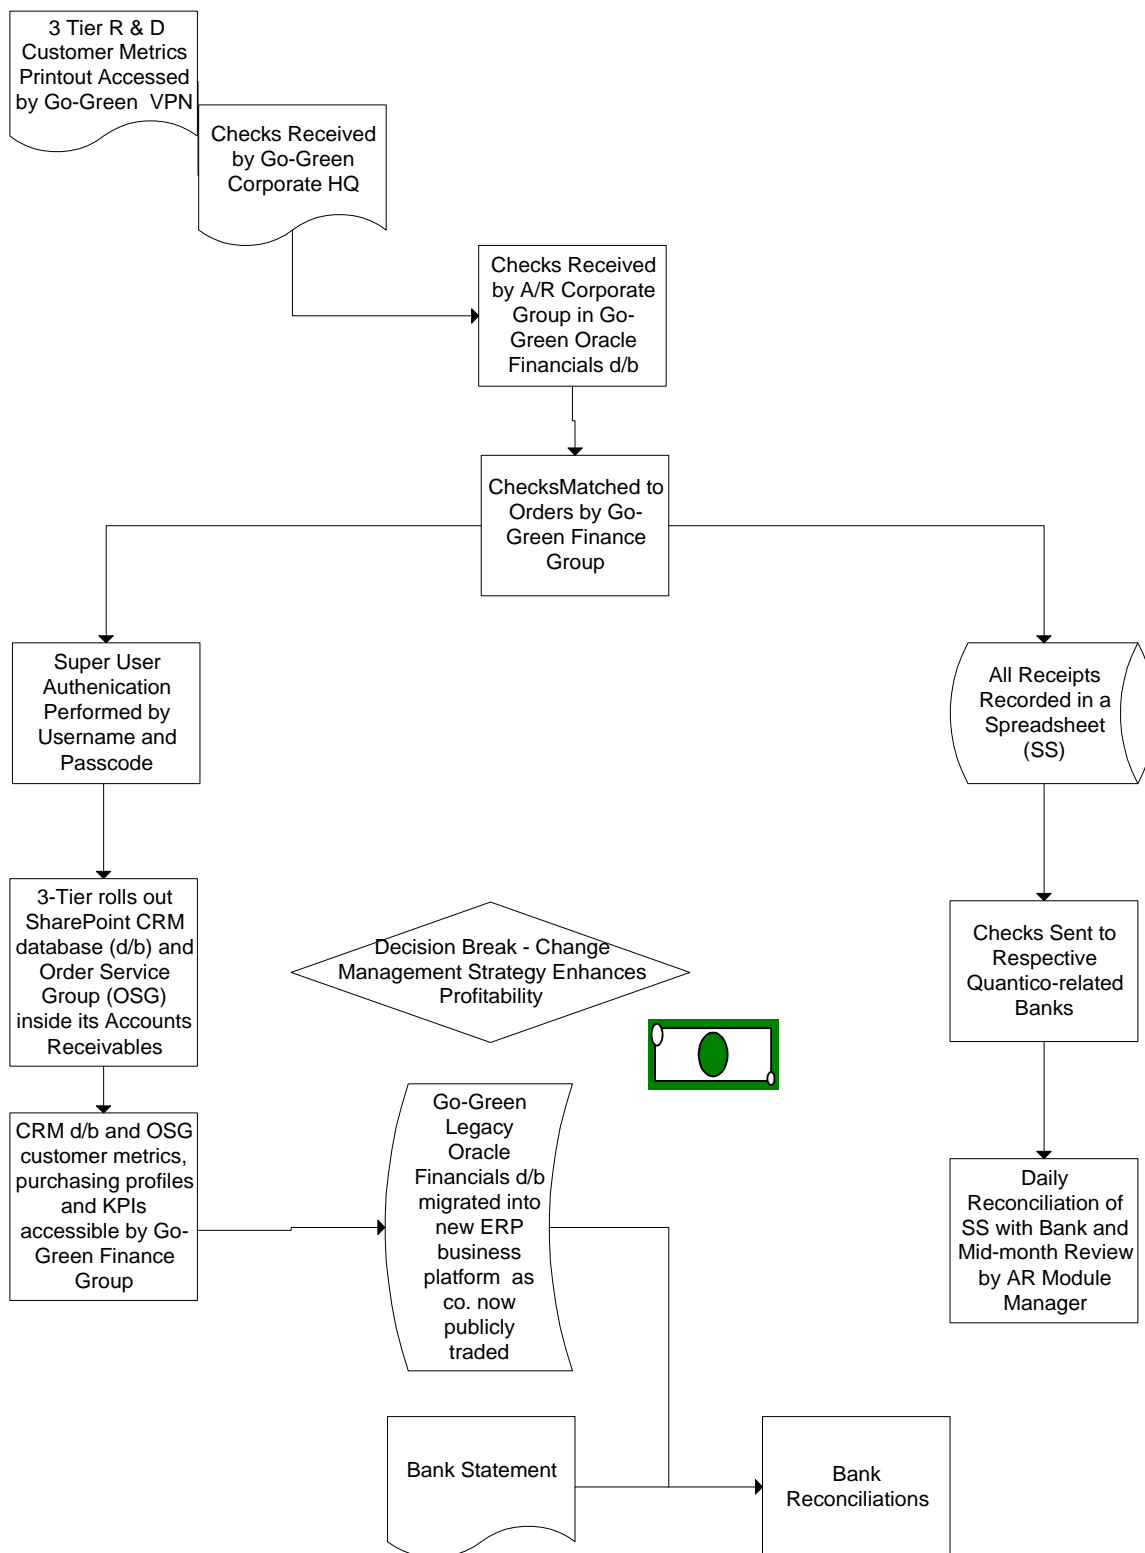 3 Tier R & D
Customer Metrics
Printout Accessed
by Go-Green  VPN
Checks Received
by Go-Green
Corporate HQ
Checks Received
by A/R Corporate
Group in Go-
Green Oracle
Financials d/b
ChecksMatched to
Orders by Go-
Green Finance
Group
Super User
Authenication
Performed by
Username and
Passcode
All Receipts
Recorded in a
Spreadsheet
(SS)
3-Tier rolls out
SharePoint CRM
database (d/b) and
Order Service
Group (OSG)
inside its Accounts
Receivables
Decision Break - Change
Management Strategy Enhances
Profitability
Checks Sent to
Respective
Quantico-related
Banks
CRM d/b and OSG
customer metrics,
purchasing profiles
and KPIs
accessible by Go-
Green Finance
Group
Go-Green
Legacy
Oracle
Financials d/b
migrated into
new ERP
business
platform  as
co. now
publicly
traded
Daily
Reconciliation of
SS with Bank and
Mid-month Review
by AR Module
Manager
Bank Statement
Bank
Reconciliations